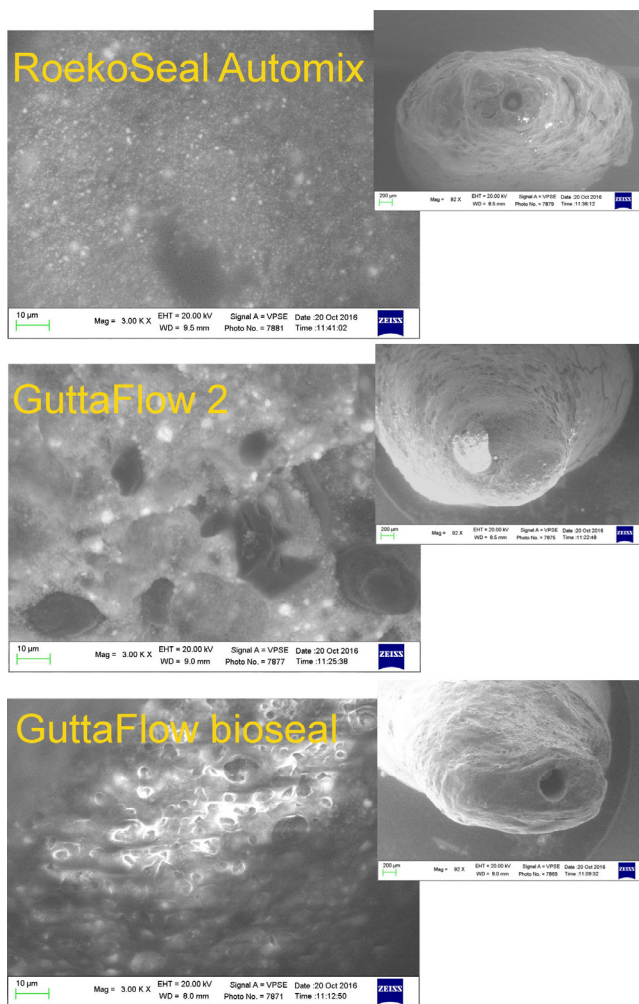 RoekoSeal Automix
200 µm
Mag = 92 X
EHT = 20.00 kV
WD = 9.5 mm
Signal A = VPSE
Photo No. = 7879
Date :20 Oct 2016
Time :11:36:12
ZEISS
10 µm
Mag = 3.00 K X
EHT = 20.00 kV
WD = 9.5 mm
Signal A = VPSE
Photo No. = 7881
Date :20 Oct 2016
Time :11:41:02
ZEISS
GuttaFlow 2
200 µm
Mag = 92 X
EHT = 20.00 kV
WD = 8.5 mm
Signal A = VPSE
Photo No. = 7875
Date :20 Oct 2016
Time :11:22:48
ZEISS
10 µm
Mag = 3.00 K X
EHT = 20.00 kV
WD = 9.0 mm
Signal A = VPSE
Photo No. = 7877
Date :20 Oct 2016
Time :11:25:38
ZEISS
GuttaFlow bioseal
200 µm
Mag = 92 X
EHT = 20.00 kV
WD = 8.0 mm
Signal A = VPSE
Photo No. = 7869
Date :20 Oct 2016
Time :11:09:32
ZEISS
10 µm
Mag = 3.00 K X
EHT = 20.00 kV
WD = 8.0 mm
Signal A = VPSE
Photo No. = 7871
Date :20 Oct 2016
Time :11:12:50
ZEISS